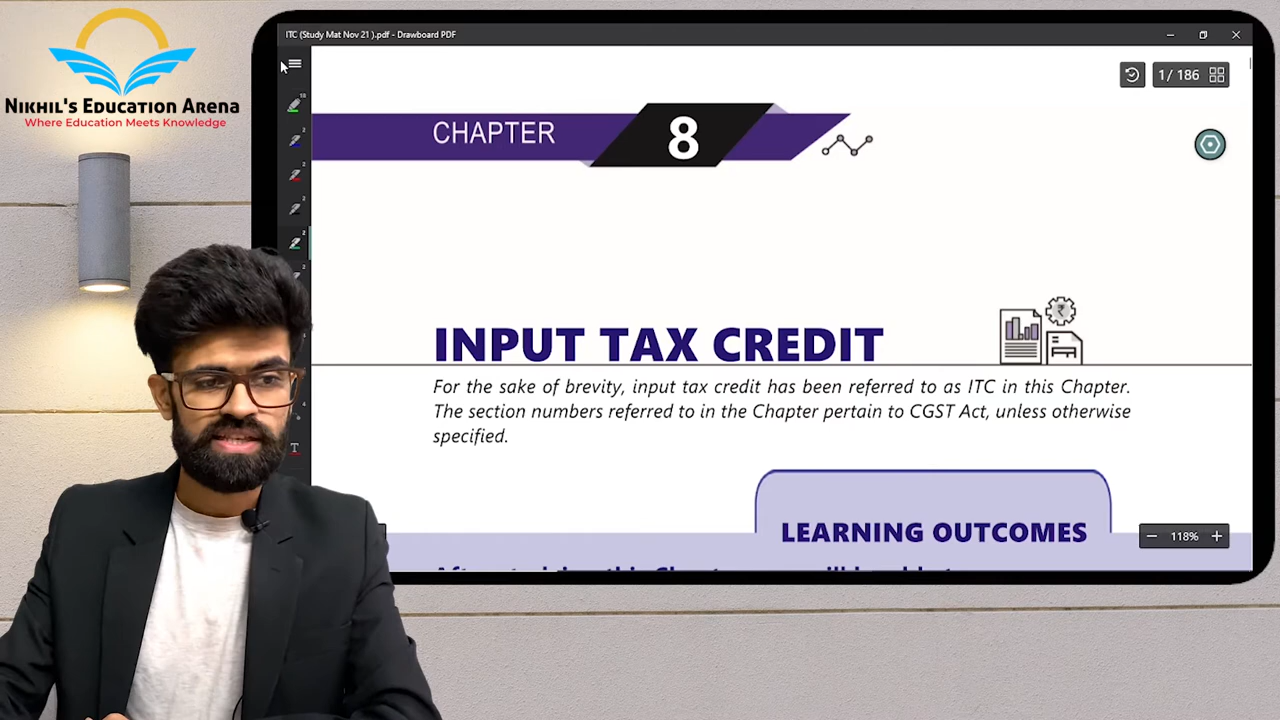 NIKHIL'S EDUCATION ARENA
Where Education Meets Knowledge
ITC (Study Mat Nov 21 ).pdf - Drawboard PDF
1 / 186
CHAPTER 8
INPUT TAX CREDIT
For the sake of brevity, input tax credit has been referred to as ITC in this Chapter.
The section numbers referred to in the Chapter pertain to CGST Act, unless otherwise
specified.
LEARNING OUTCOMES
118%